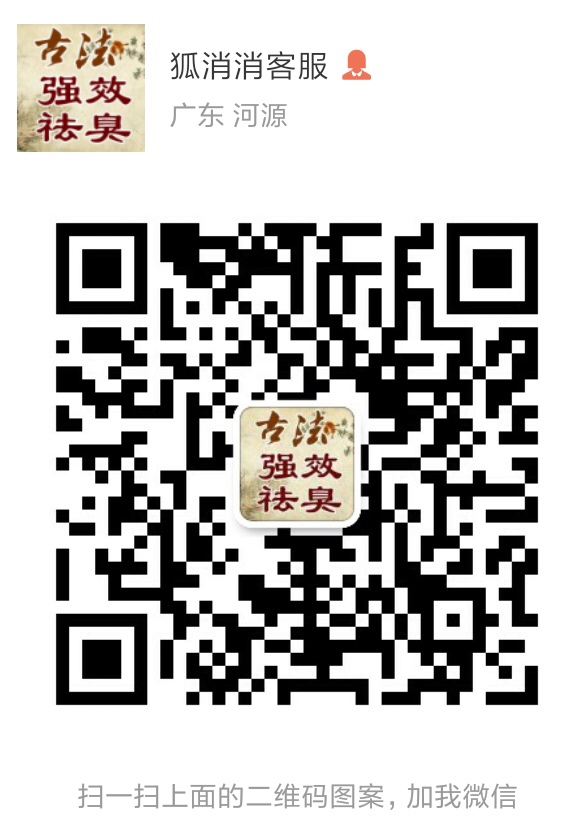 古法
强效
祛臭
狐消消客服
广东 河源
古法
强效
祛臭
扫一扫上面的二维码图案，加我微信